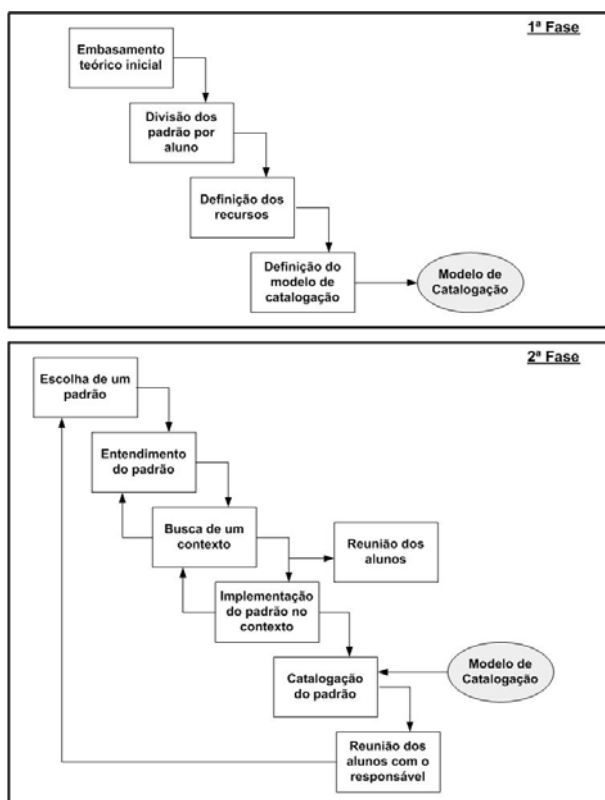 1ª Fase
Embasamento
teórico inicial
Divisão dos
padrão por
aluno
Definição dos
recursos
Definição do
modelo de
catalogação
Modelo de
Catalogação
2ª Fase
Escolha de um
padrão
Entendimento
do padrão
Busca de um
contexto
Reunião dos
alunos
Implementação
do padrão no
contexto
Catalogação
do padrão
Modelo de
Catalogação
Reunião dos
alunos com o
responsável